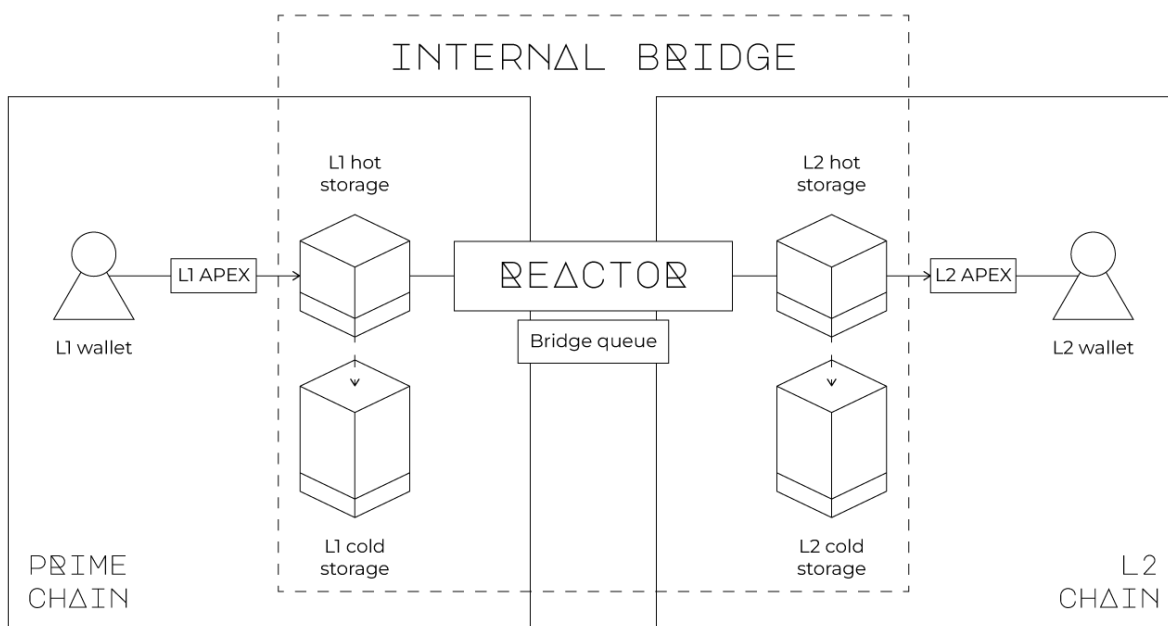 INTERNAL BRIDGE
L1 hot
storage
L2 hot
storage
L1 APEX
REACTOR
L2 APEX
Bridge queue
L1 wallet
L2 wallet
L1 cold
storage
L2 cold
storage
PRIME
CHAIN
L2
CHAIN